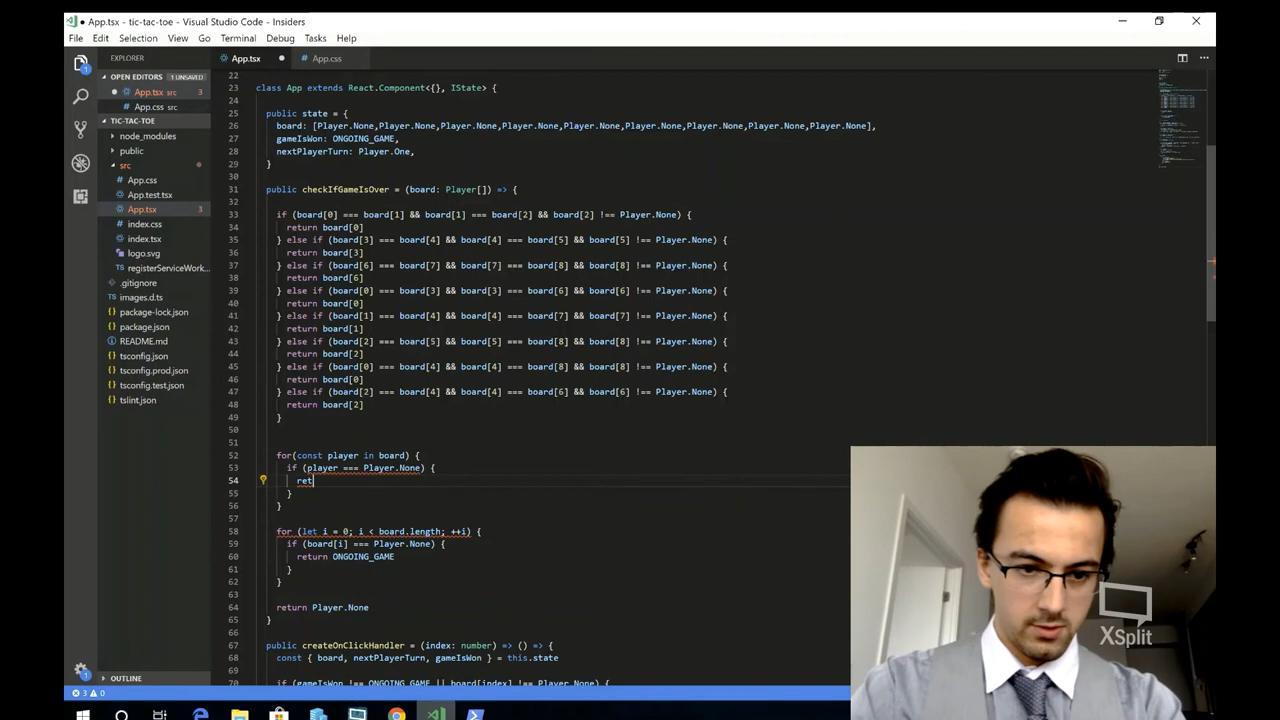 App.tsx - tic-tac-toe - Visual Studio Code - Insiders
File Edit Selection View Go Terminal Debug Tasks Help
EXPLORER
OPEN EDITORS 1 UNSAVED
App.tsx src 3
App.css src
TIC-TAC-TOE
node_modules
public
src
App.css
App.test.tsx
App.tsx 3
index.css
index.tsx
logo.svg
registerServiceWork...
.gitignore
images.d.ts
package-lock.json
package.json
README.md
tsconfig.json
tsconfig.prod.json
tsconfig.test.json
tslint.json
OUTLINE
3 0
App.tsx App.css
22
23 class App extends React.Component<{}, IState> {
24
25 public state = {
26 board: [Player.None,Player.None,Player.None,Player.None,Player.None,Player.None,Player.None,Player.None,Player.None],
27 gameIsWon: ONGOING_GAME,
28 nextPlayerTurn: Player.One,
29 }
30
31 public checkIfGameIsOver = (board: Player[]) => {
32
33 if (board[0] === board[1] && board[1] === board[2] && board[2] !== Player.None) {
34 return board[0]
35 } else if (board[3] === board[4] && board[4] === board[5] && board[5] !== Player.None) {
36 return board[3]
37 } else if (board[6] === board[7] && board[7] === board[8] && board[8] !== Player.None) {
38 return board[6]
39 } else if (board[0] === board[3] && board[3] === board[6] && board[6] !== Player.None) {
40 return board[0]
41 } else if (board[1] === board[4] && board[4] === board[7] && board[7] !== Player.None) {
42 return board[1]
43 } else if (board[2] === board[5] && board[5] === board[8] && board[8] !== Player.None) {
44 return board[2]
45 } else if (board[0] === board[4] && board[4] === board[8] && board[8] !== Player.None) {
46 return board[0]
47 } else if (board[2] === board[4] && board[4] === board[6] && board[6] !== Player.None) {
48 return board[2]
49 }
50
51
52 for(const player in board) {
53 if (player === Player.None) {
54 ret
55 }
56 }
57
58 for (let i = 0; i < board.length; ++i) {
59 if (board[i] === Player.None) {
60 return ONGOING_GAME
61 }
62 }
63
64 return Player.None
65 }
66
67 public createOnClickHandler = (index: number) => () => {
68 const { board, nextPlayerTurn, gameIsWon } = this.state
69
70 if (gameIsWon !== ONGOING_GAME || board[index] !== Player.None) {
XSplit